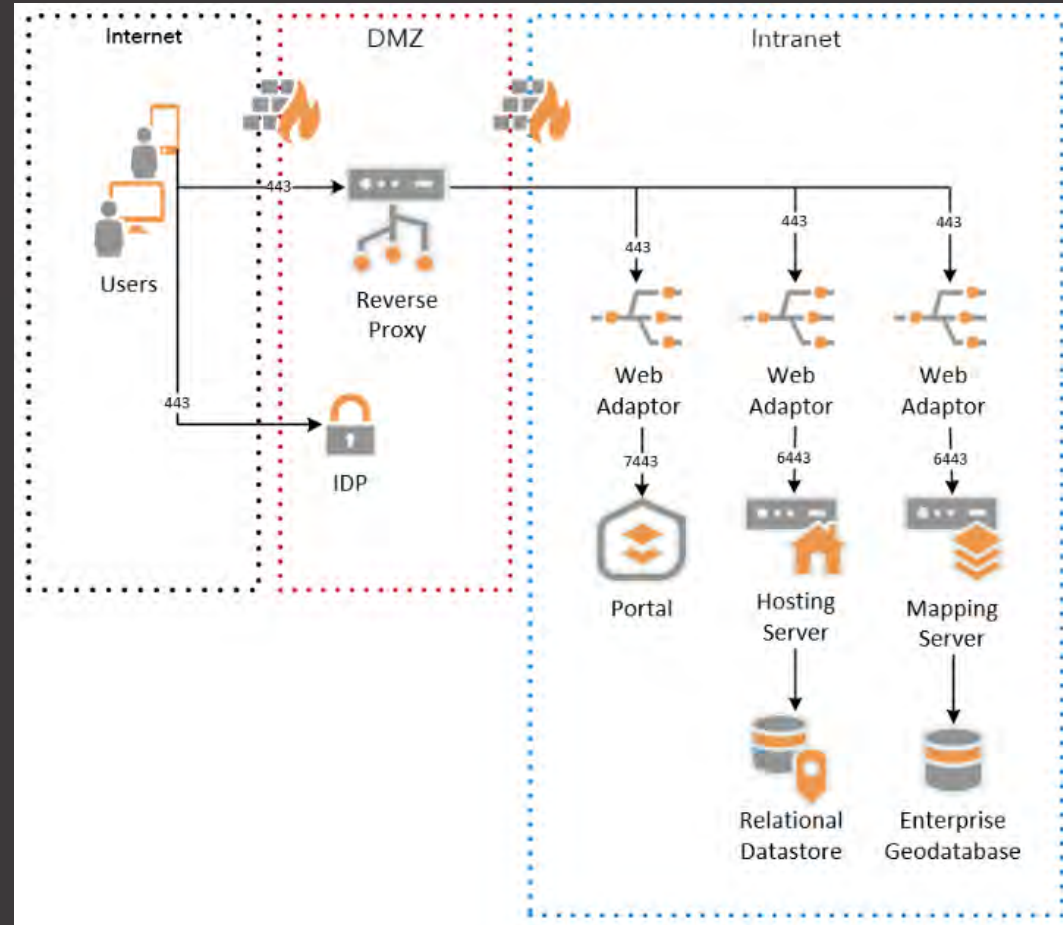 Internet
DMZ
Intranet
443
Users
Reverse
Proxy
443
443
443
443
IDP
Web
Adaptor
Web
Adaptor
Web
Adaptor
7443
6443
6443
Portal
Hosting
Server
Mapping
Server
Relational
Datastore
Enterprise
Geodatabase